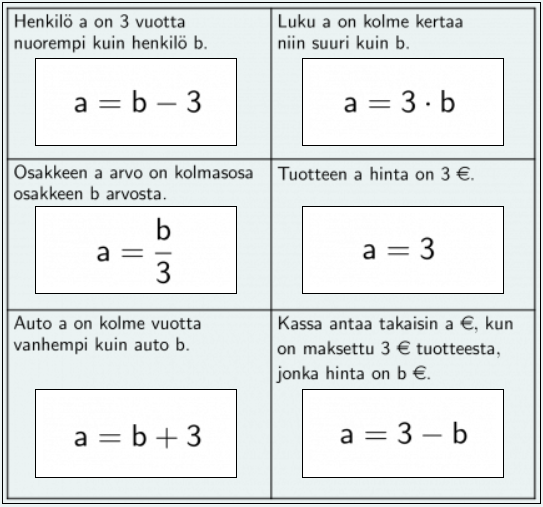 Henkilö a on 3 vuotta
nuorempi kuin henkilö b.
a = b − 3
Luku a on kolme kertaa
niin suuri kuin b.
a = 3 · b
Osakkeen a arvo on kolmasosa
osakkeen b arvosta.
a = b/3
Tuotteen a hinta on 3 €.
a = 3
Auto a on kolme vuotta
vanhempi kuin auto b.
a = b + 3
Kassa antaa takaisin a €, kun
on maksettu 3 € tuotteesta,
jonka hinta on b €.
a = 3 − b